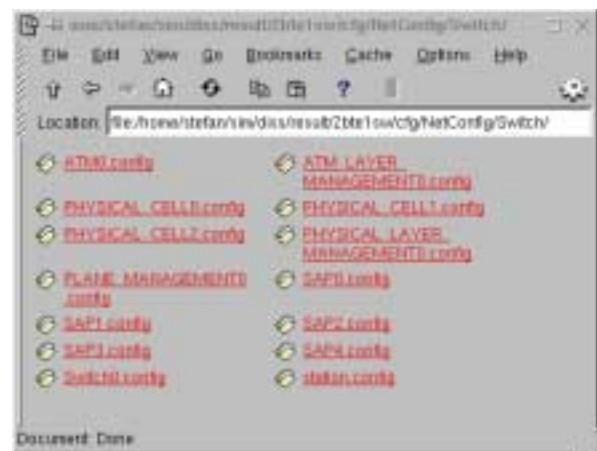 File Edit View Go Bookmarks Cache Options Help
Location: file:/home/stefan/sim/diss/result/2bte1sw/cfg/NetConfig/Switch/
ATM0.config
ATM_LAYER_
MANAGEMENT0.config
PHYSICAL_CELL0.config
PHYSICAL_CELL1.config
PHYSICAL_CELL2.config
PHYSICAL_LAYER_
MANAGEMENT0.config
PLANE_MANAGEMENT0
.config
SAP0.config
SAP1.config
SAP2.config
SAP3.config
SAP4.config
Switch0.config
station.config
Document: Done